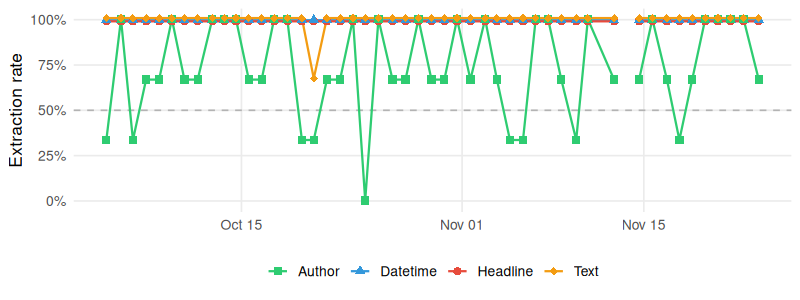 100%
75%
50%
25%
0%
Extraction rate
Oct 15 Nov 01 Nov 15
Author Datetime Headline Text